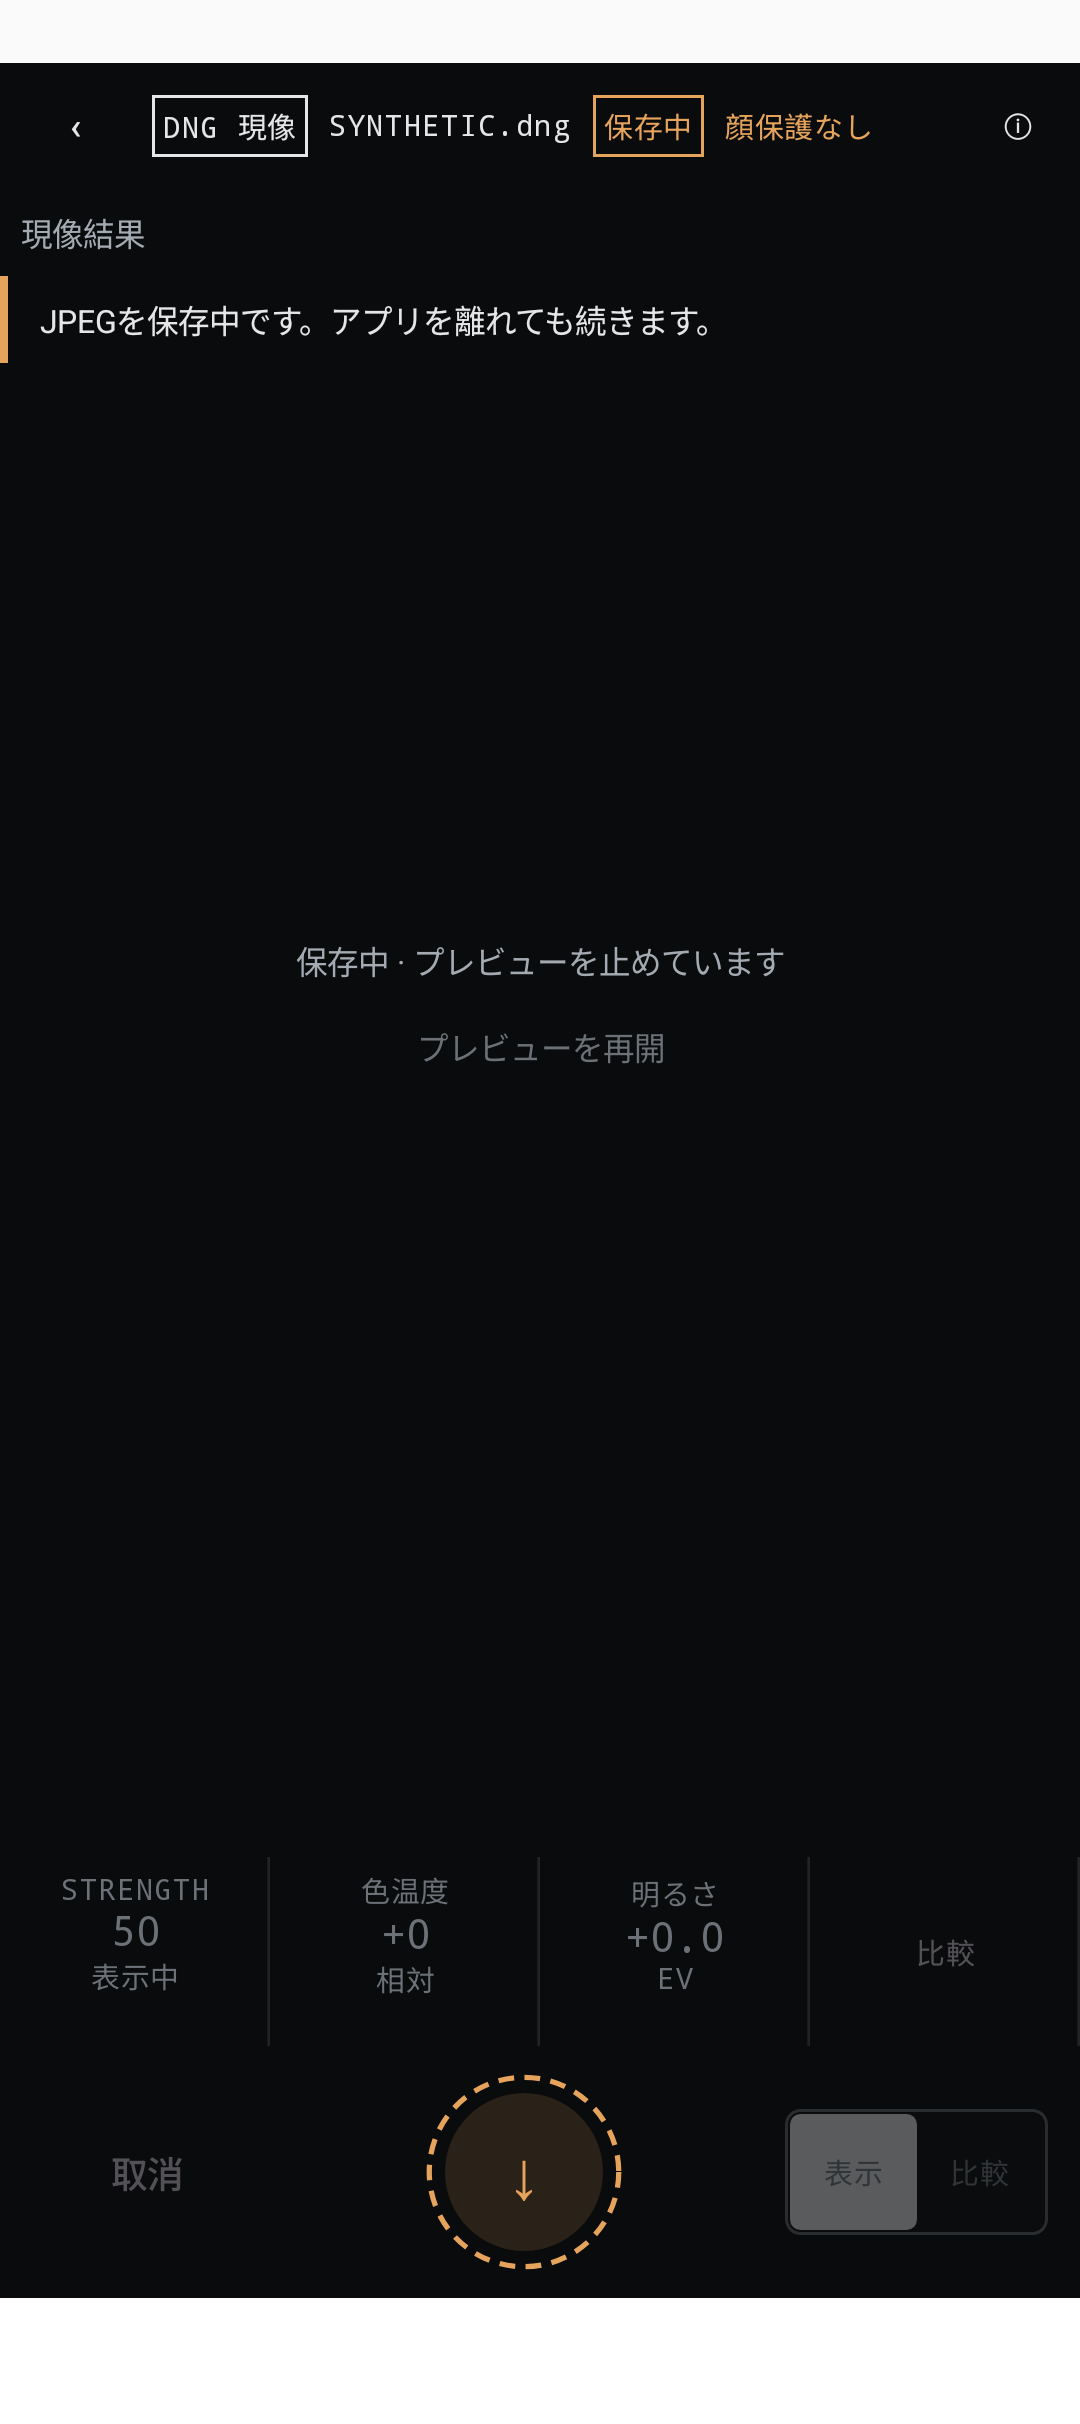 ‹ DNG 現像 SYNTHETIC.dng 保存中 顔保護なし ⓘ
現像結果
JPEGを保存中です。アプリを離れても続きます。
保存中 · プレビューを止めています
プレビューを再開
STRENGTH
50
表示中
色温度
+0
相対
明るさ
+0.0
EV
比較
取消
↓
表示 比較